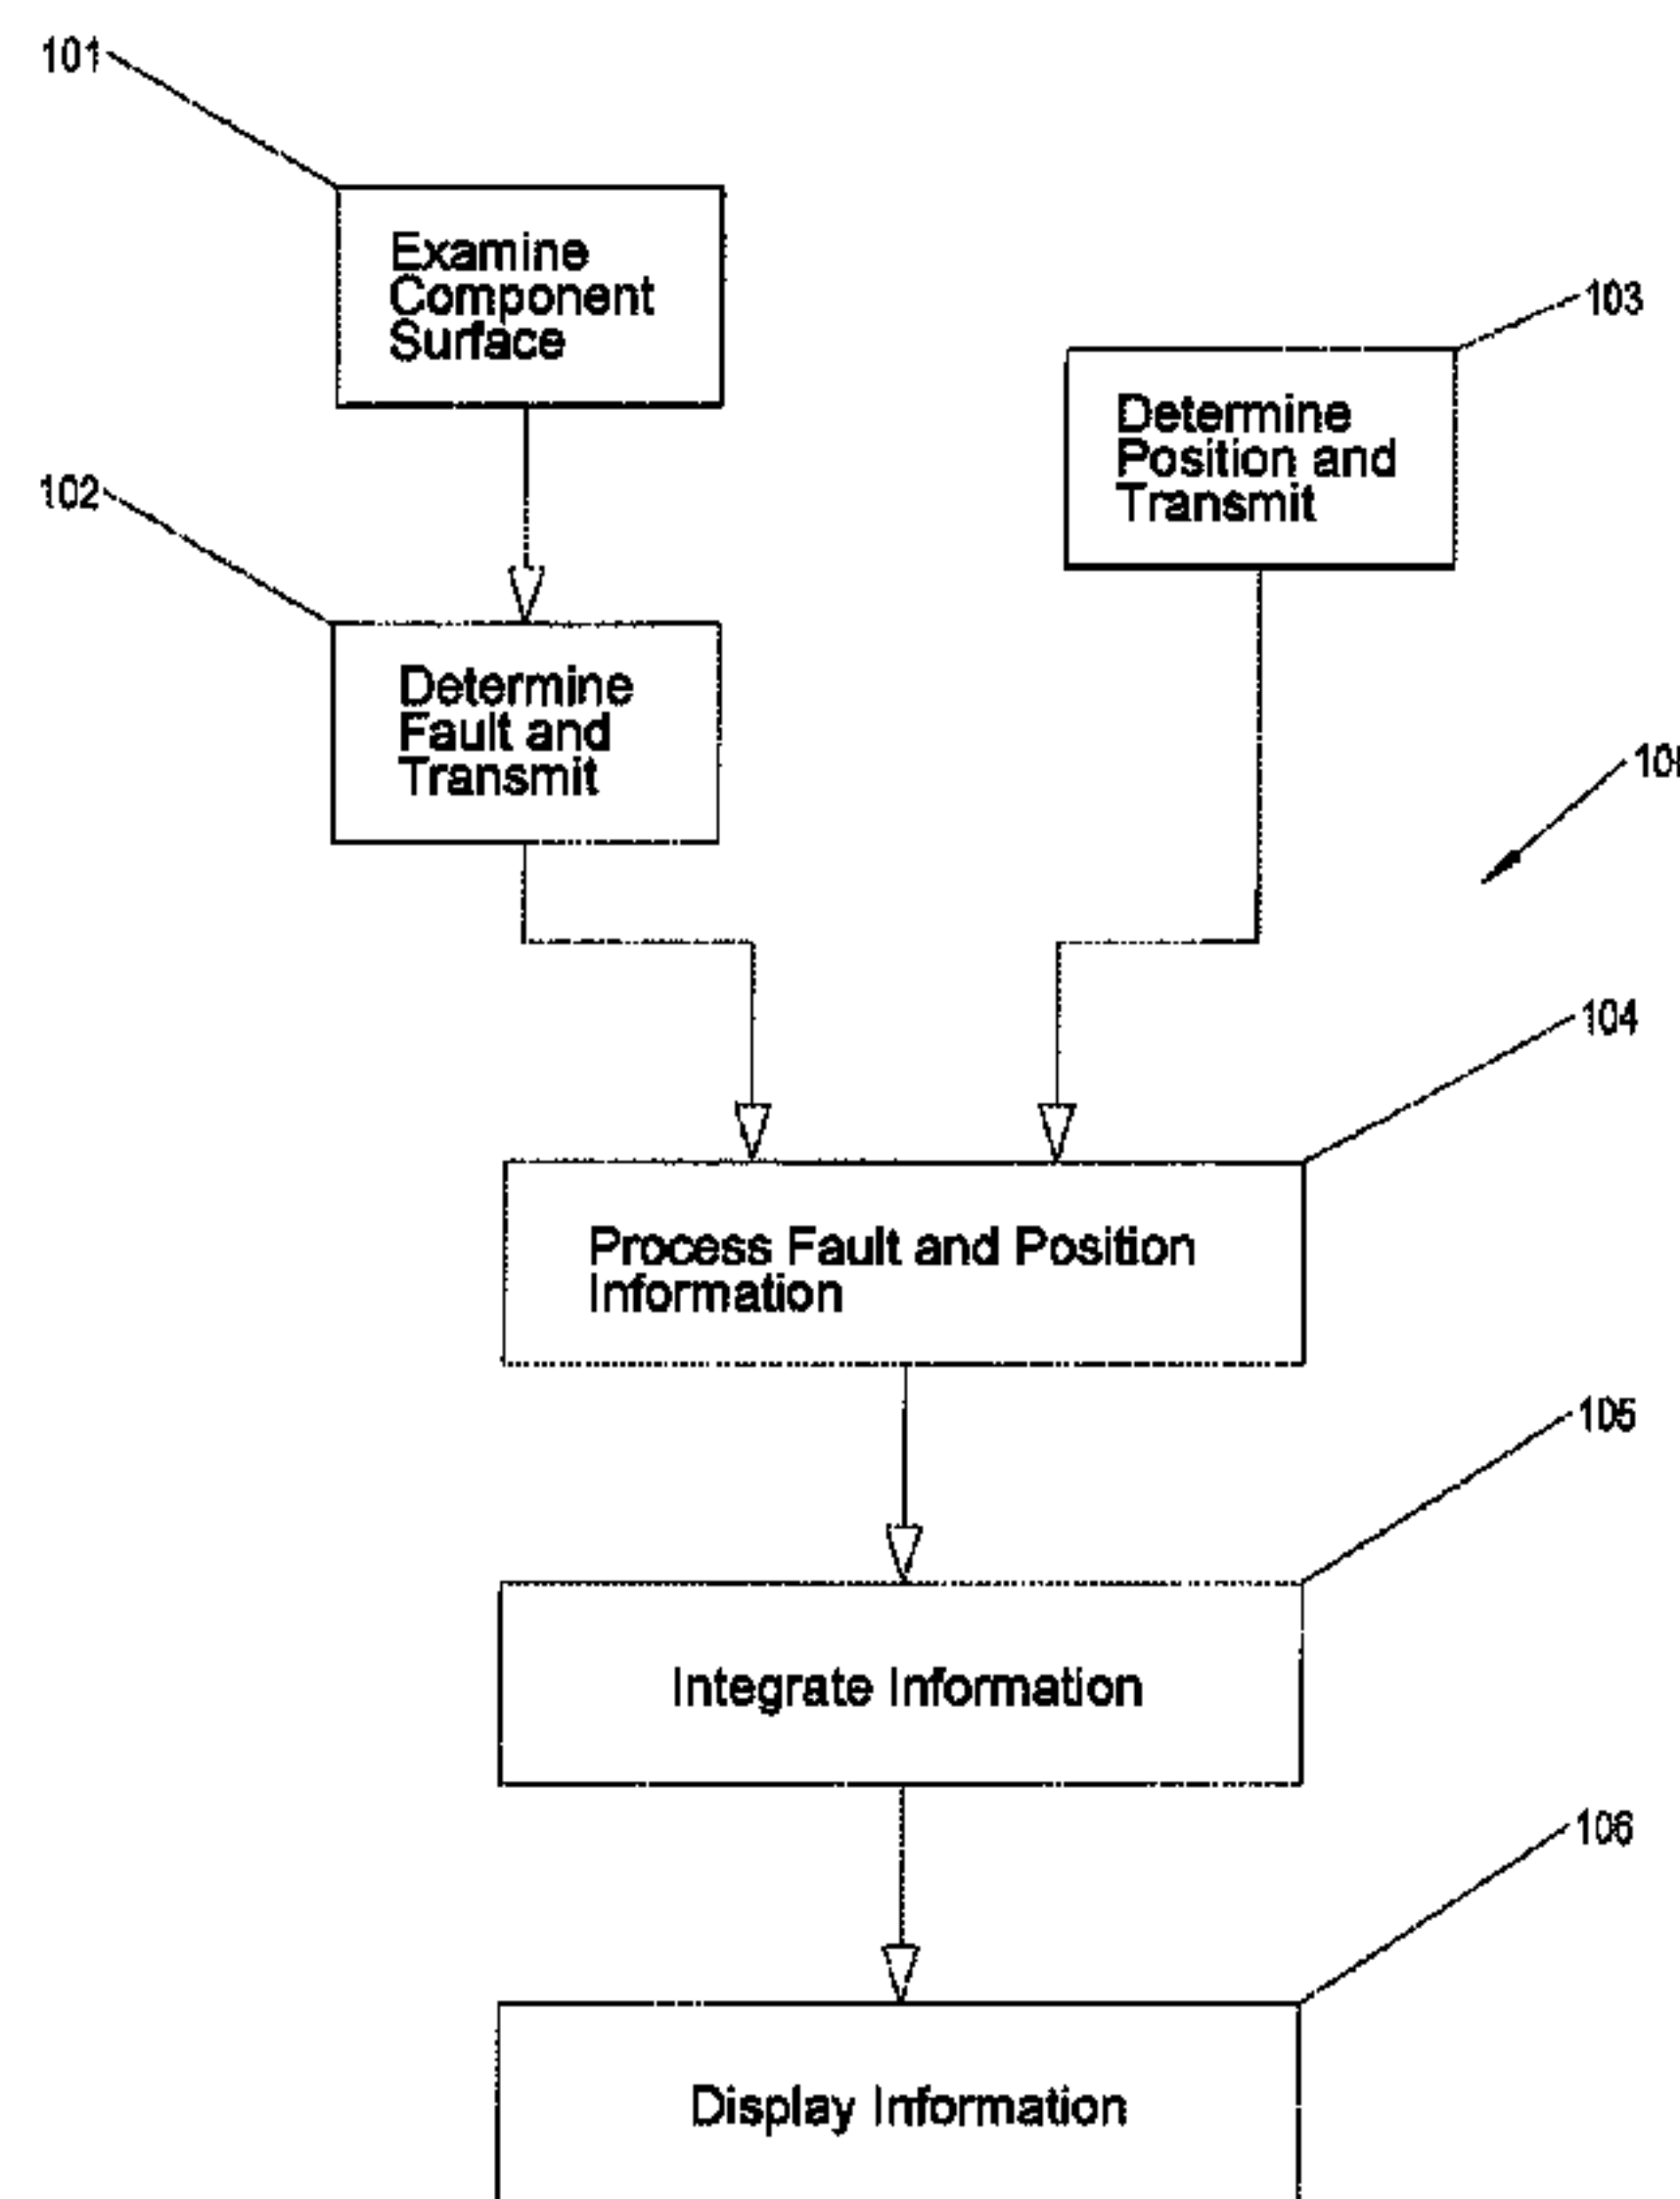 101
Examine
Component
Surface
103
Determine
Position and
Transmit
102
Determine
Fault and
Transmit
104
Process Fault and Position
Information
105
Integrate Information
106
Display Information